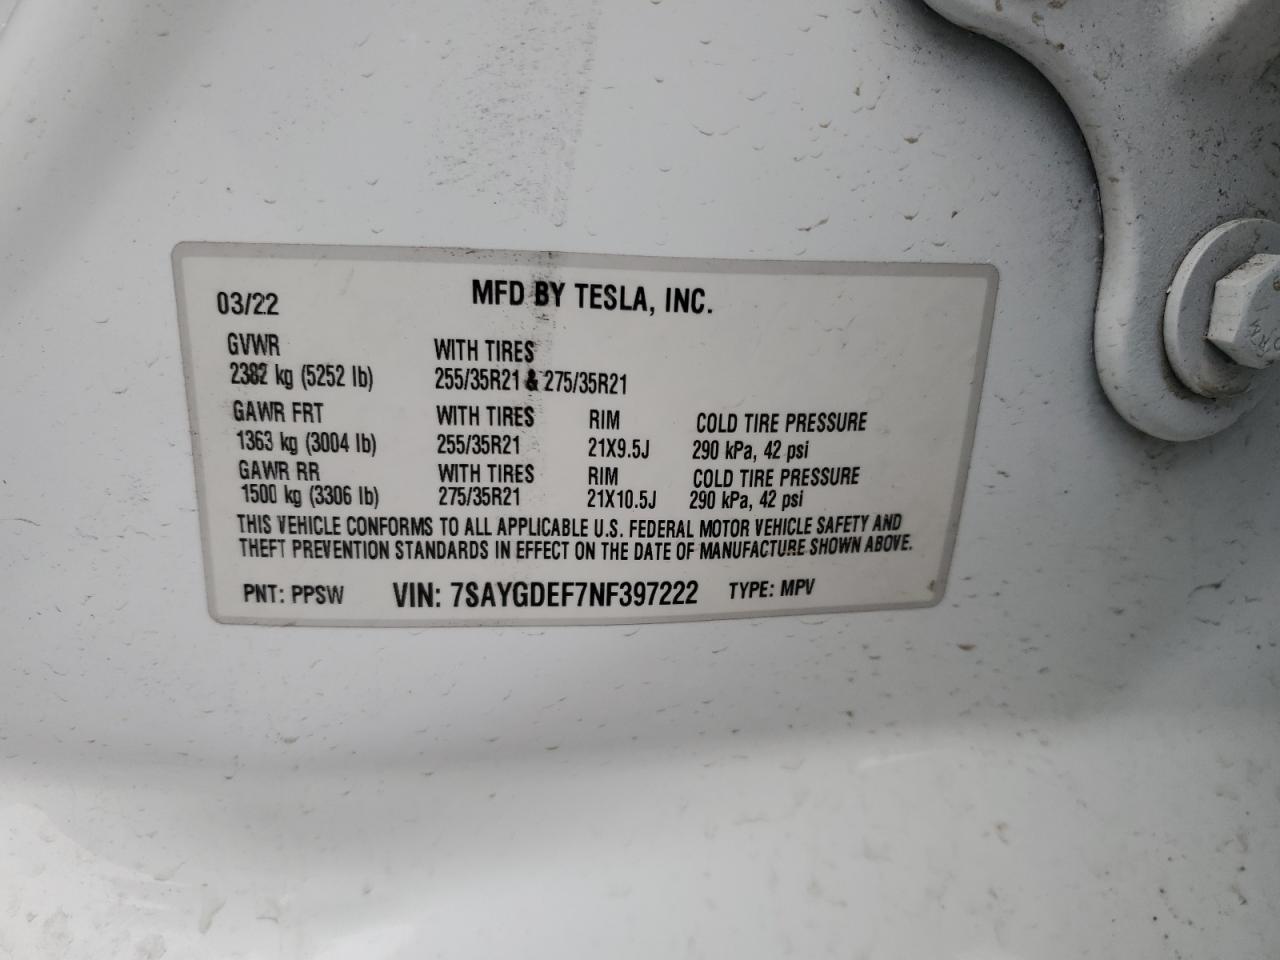 03/22 MFD BY TESLA, INC.
GVWR WITH TIRES
2382 kg (5252 lb) 255/35R21 & 275/35R21
GAWR FRT WITH TIRES RIM COLD TIRE PRESSURE
1363 kg (3004 lb) 255/35R21 21X9.5J 290 kPa, 42 psi
GAWR RR WITH TIRES RIM COLD TIRE PRESSURE
1500 kg (3306 lb) 275/35R21 21X10.5J 290 kPa, 42 psi
THIS VEHICLE CONFORMS TO ALL APPLICABLE U.S. FEDERAL MOTOR VEHICLE SAFETY AND
THEFT PREVENTION STANDARDS IN EFFECT ON THE DATE OF MANUFACTURE SHOWN ABOVE.
PNT: PPSW VIN: 7SAYGDEF7NF397222 TYPE: MPV